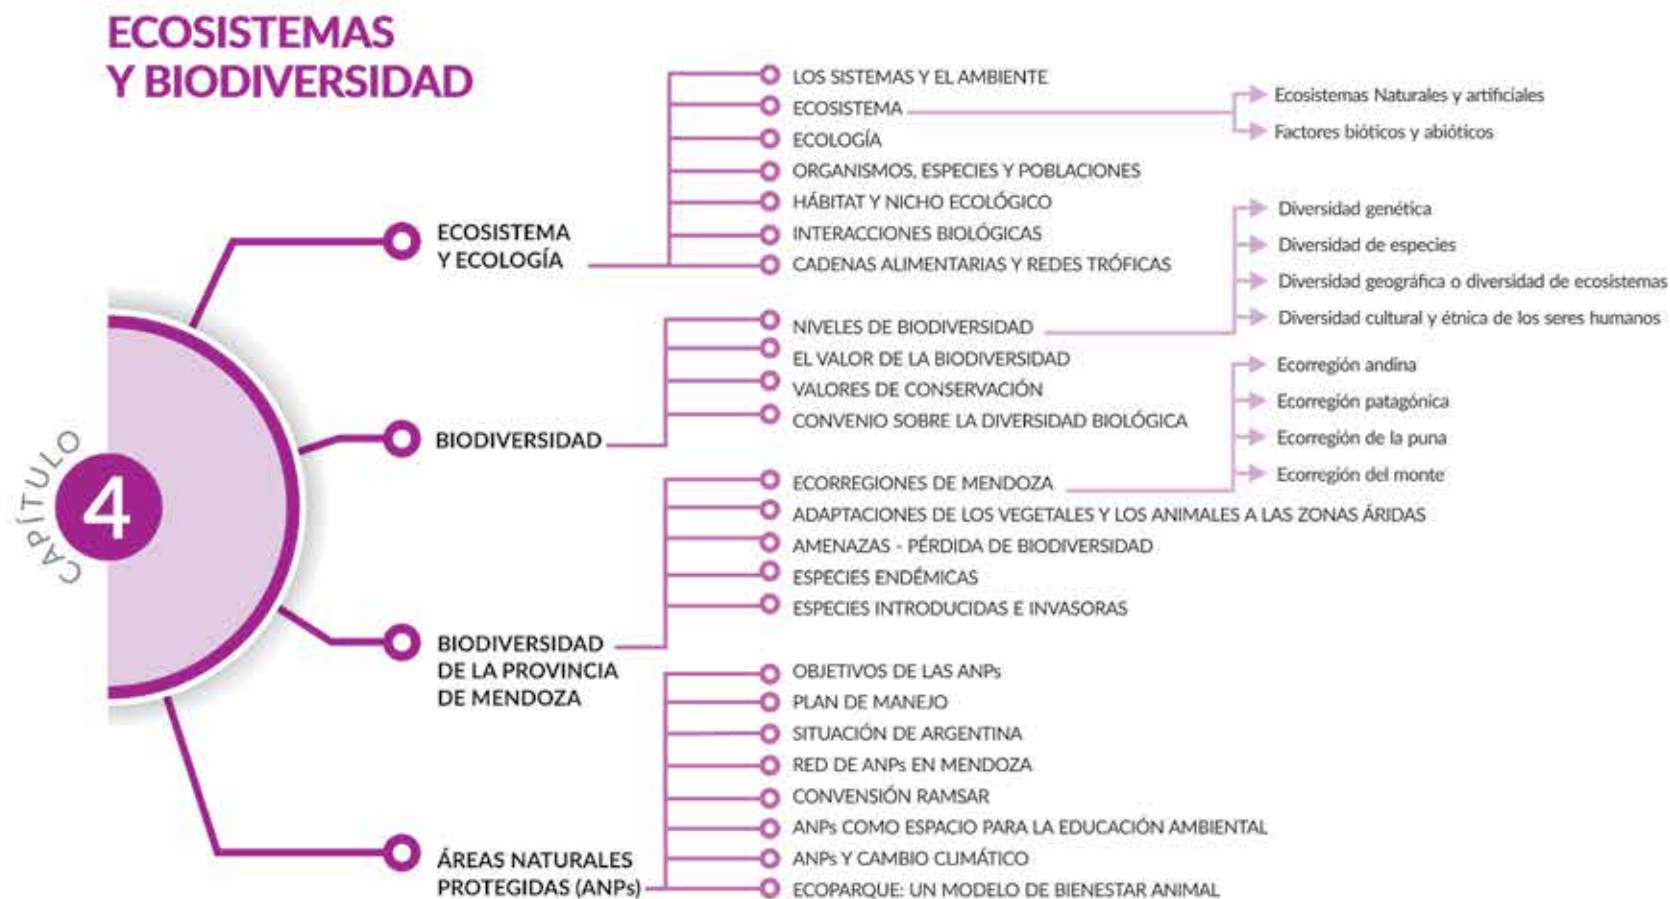 ECOSISTEMAS
Y BIODIVERSIDAD
CAPÍTULO
4
ECOSISTEMA
Y ECOLOGÍA
LOS SISTEMAS Y EL AMBIENTE
ECOSISTEMA
Ecosistemas Naturales y artificiales
Factores bióticos y abióticos
ECOLOGÍA
ORGANISMOS, ESPECIES Y POBLACIONES
HÁBITAT Y NICHO ECOLÓGICO
INTERACCIONES BIOLÓGICAS
CADENAS ALIMENTARIAS Y REDES TRÓFICAS
BIODIVERSIDAD
NIVELES DE BIODIVERSIDAD
Diversidad genética
Diversidad de especies
Diversidad geográfica o diversidad de ecosistemas
Diversidad cultural y étnica de los seres humanos
EL VALOR DE LA BIODIVERSIDAD
VALORES DE CONSERVACIÓN
CONVENIO SOBRE LA DIVERSIDAD BIOLÓGICA
BIODIVERSIDAD
DE LA PROVINCIA
DE MENDOZA
ECORREGIONES DE MENDOZA
Ecorregión andina
Ecorregión patagónica
Ecorregión de la puna
Ecorregión del monte
ADAPTACIONES DE LOS VEGETALES Y LOS ANIMALES A LAS ZONAS ÁRIDAS
AMENAZAS - PÉRDIDA DE BIODIVERSIDAD
ESPECIES ENDÉMICAS
ESPECIES INTRODUCIDAS E INVASORAS
ÁREAS NATURALES
PROTEGIDAS (ANPs)
OBJETIVOS DE LAS ANPs
PLAN DE MANEJO
SITUACIÓN DE ARGENTINA
RED DE ANPs EN MENDOZA
CONVENSIÓN RAMSAR
ANPs COMO ESPACIO PARA LA EDUCACIÓN AMBIENTAL
ANPs Y CAMBIO CLIMÁTICO
ECOPARQUE: UN MODELO DE BIENESTAR ANIMAL